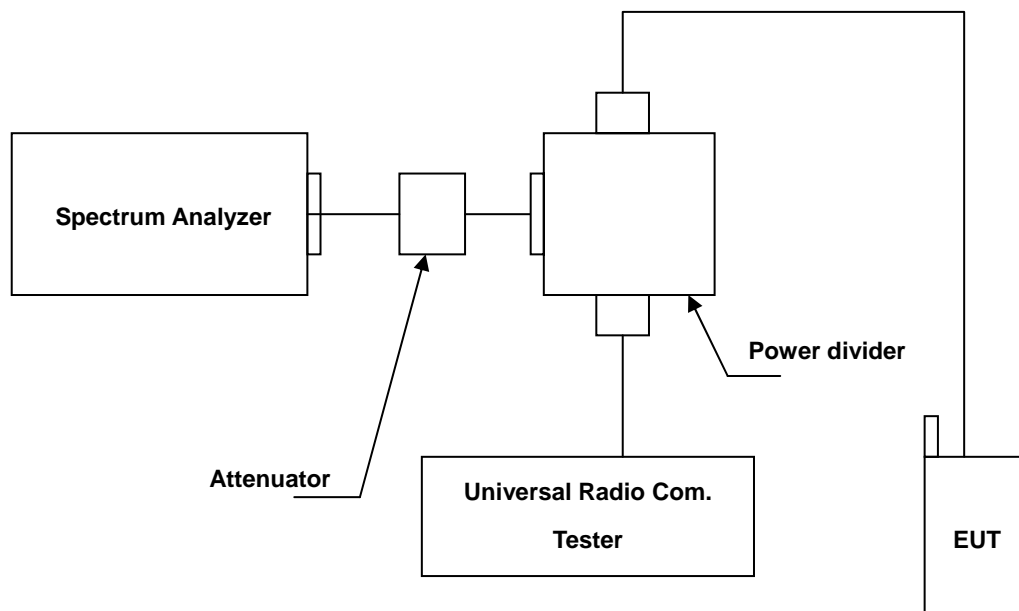 Spectrum Analyzer
Power divider
Attenuator
Universal Radio Com.
Tester
EUT